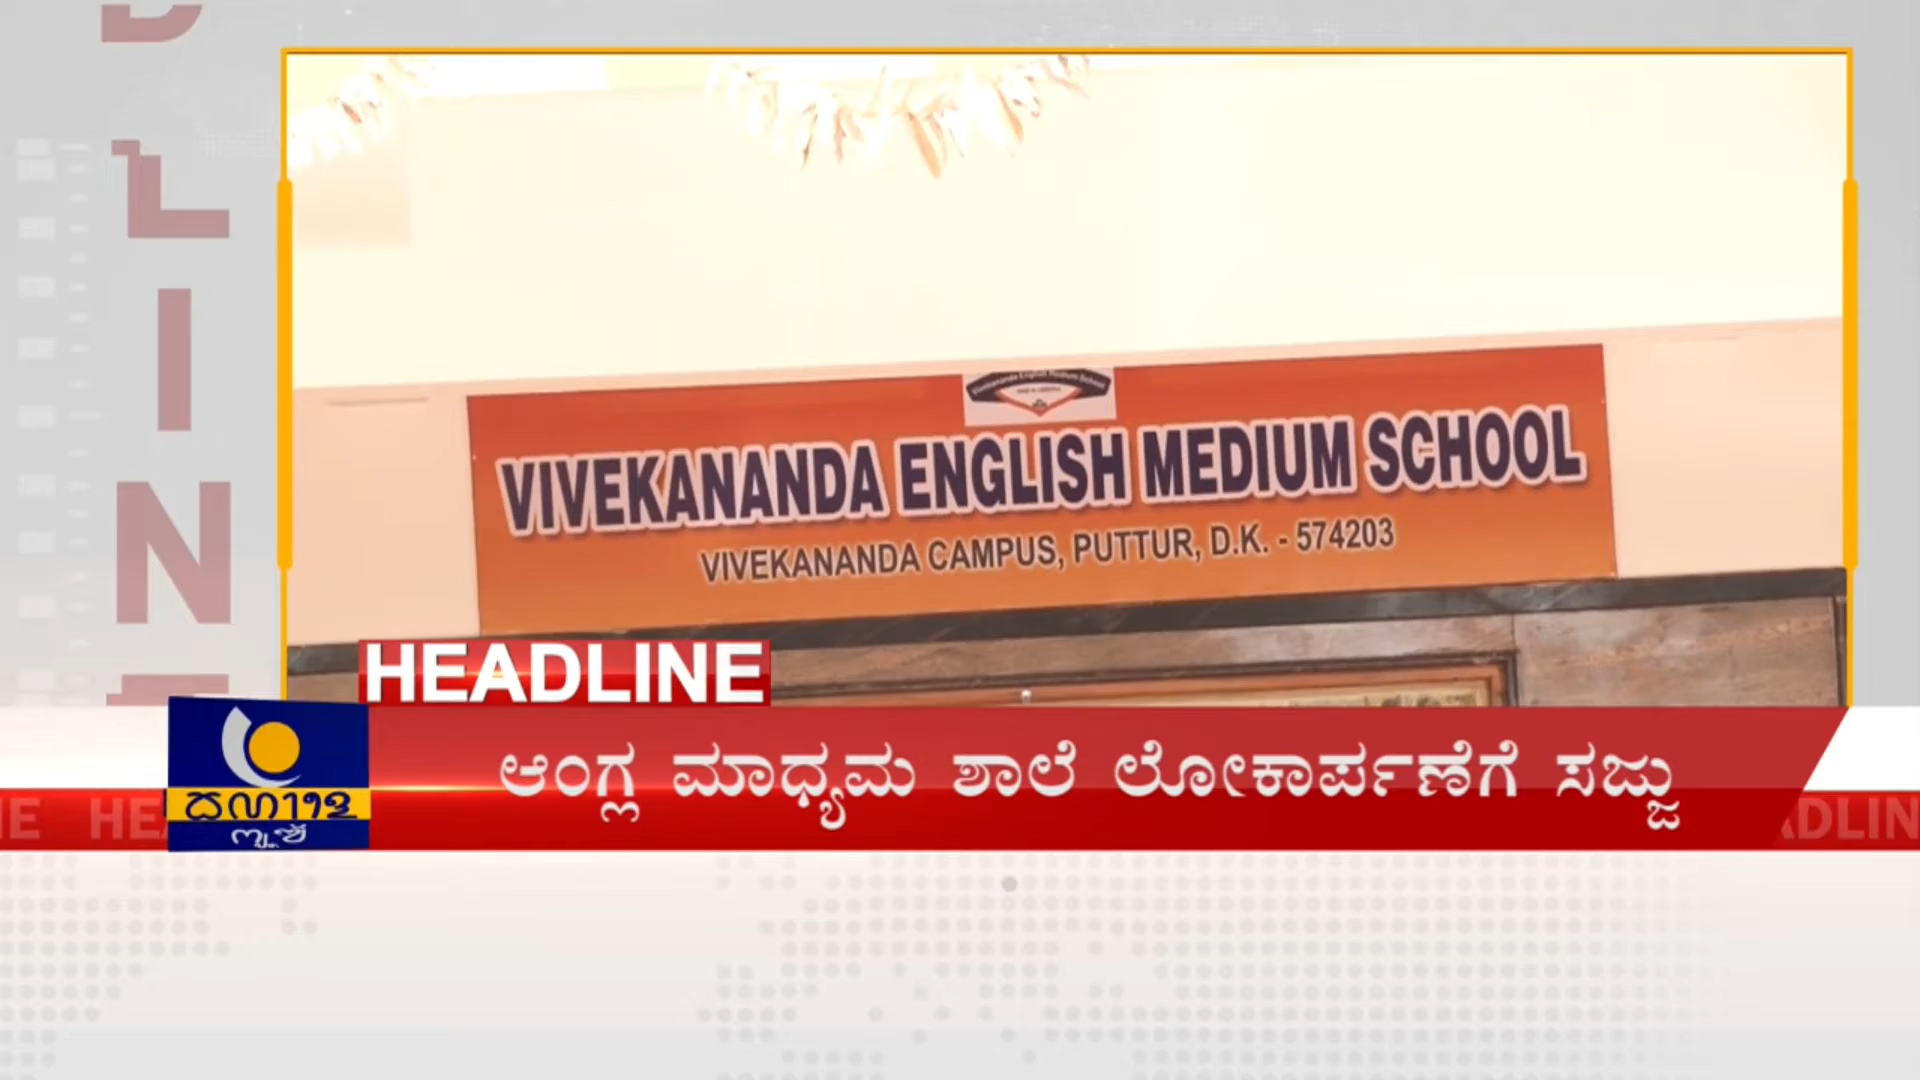 VIVEKANANDA ENGLISH MEDIUM SCHOOL
VIVEKANANDA CAMPUS, PUTTUR, D.K. - 574203
HEADLINE
ಆಂಗ್ಲ ಮಾಧ್ಯಮ ಶಾಲೆ ಲೋಕಾರ್ಪಣೆಗೆ ಸಜ್ಜು